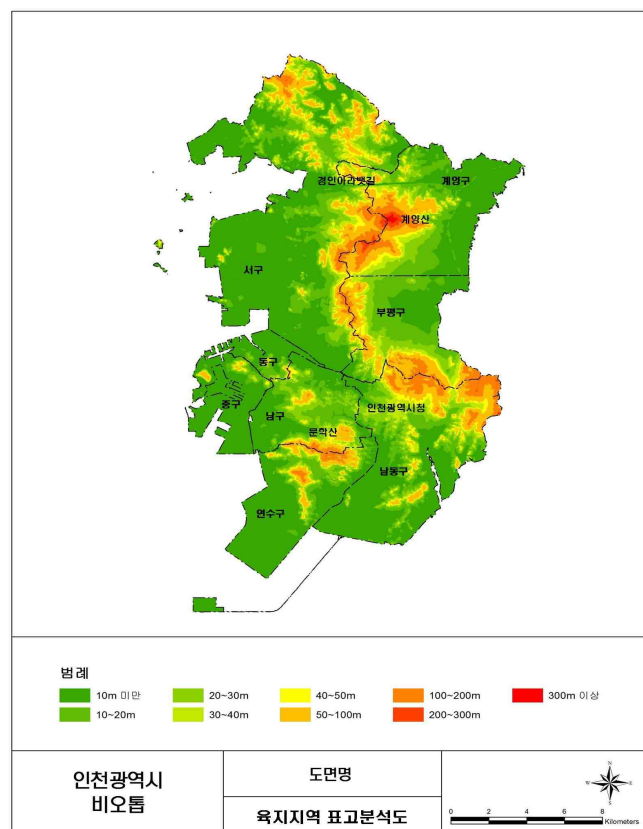 경인아라뱃길
계양구
계양산
서구
부평구
동구
중구
남구
인천광역시청
문학산
남동구
연수구
범례
10m 미만
20~30m
40~50m
100~200m
300m 이상
10~20m
30~40m
50~100m
200~300m
인천광역시
비오톱
도면명
육지지역 표고분석도
N
W
E
S
0 2 4 6 8
Kilometers